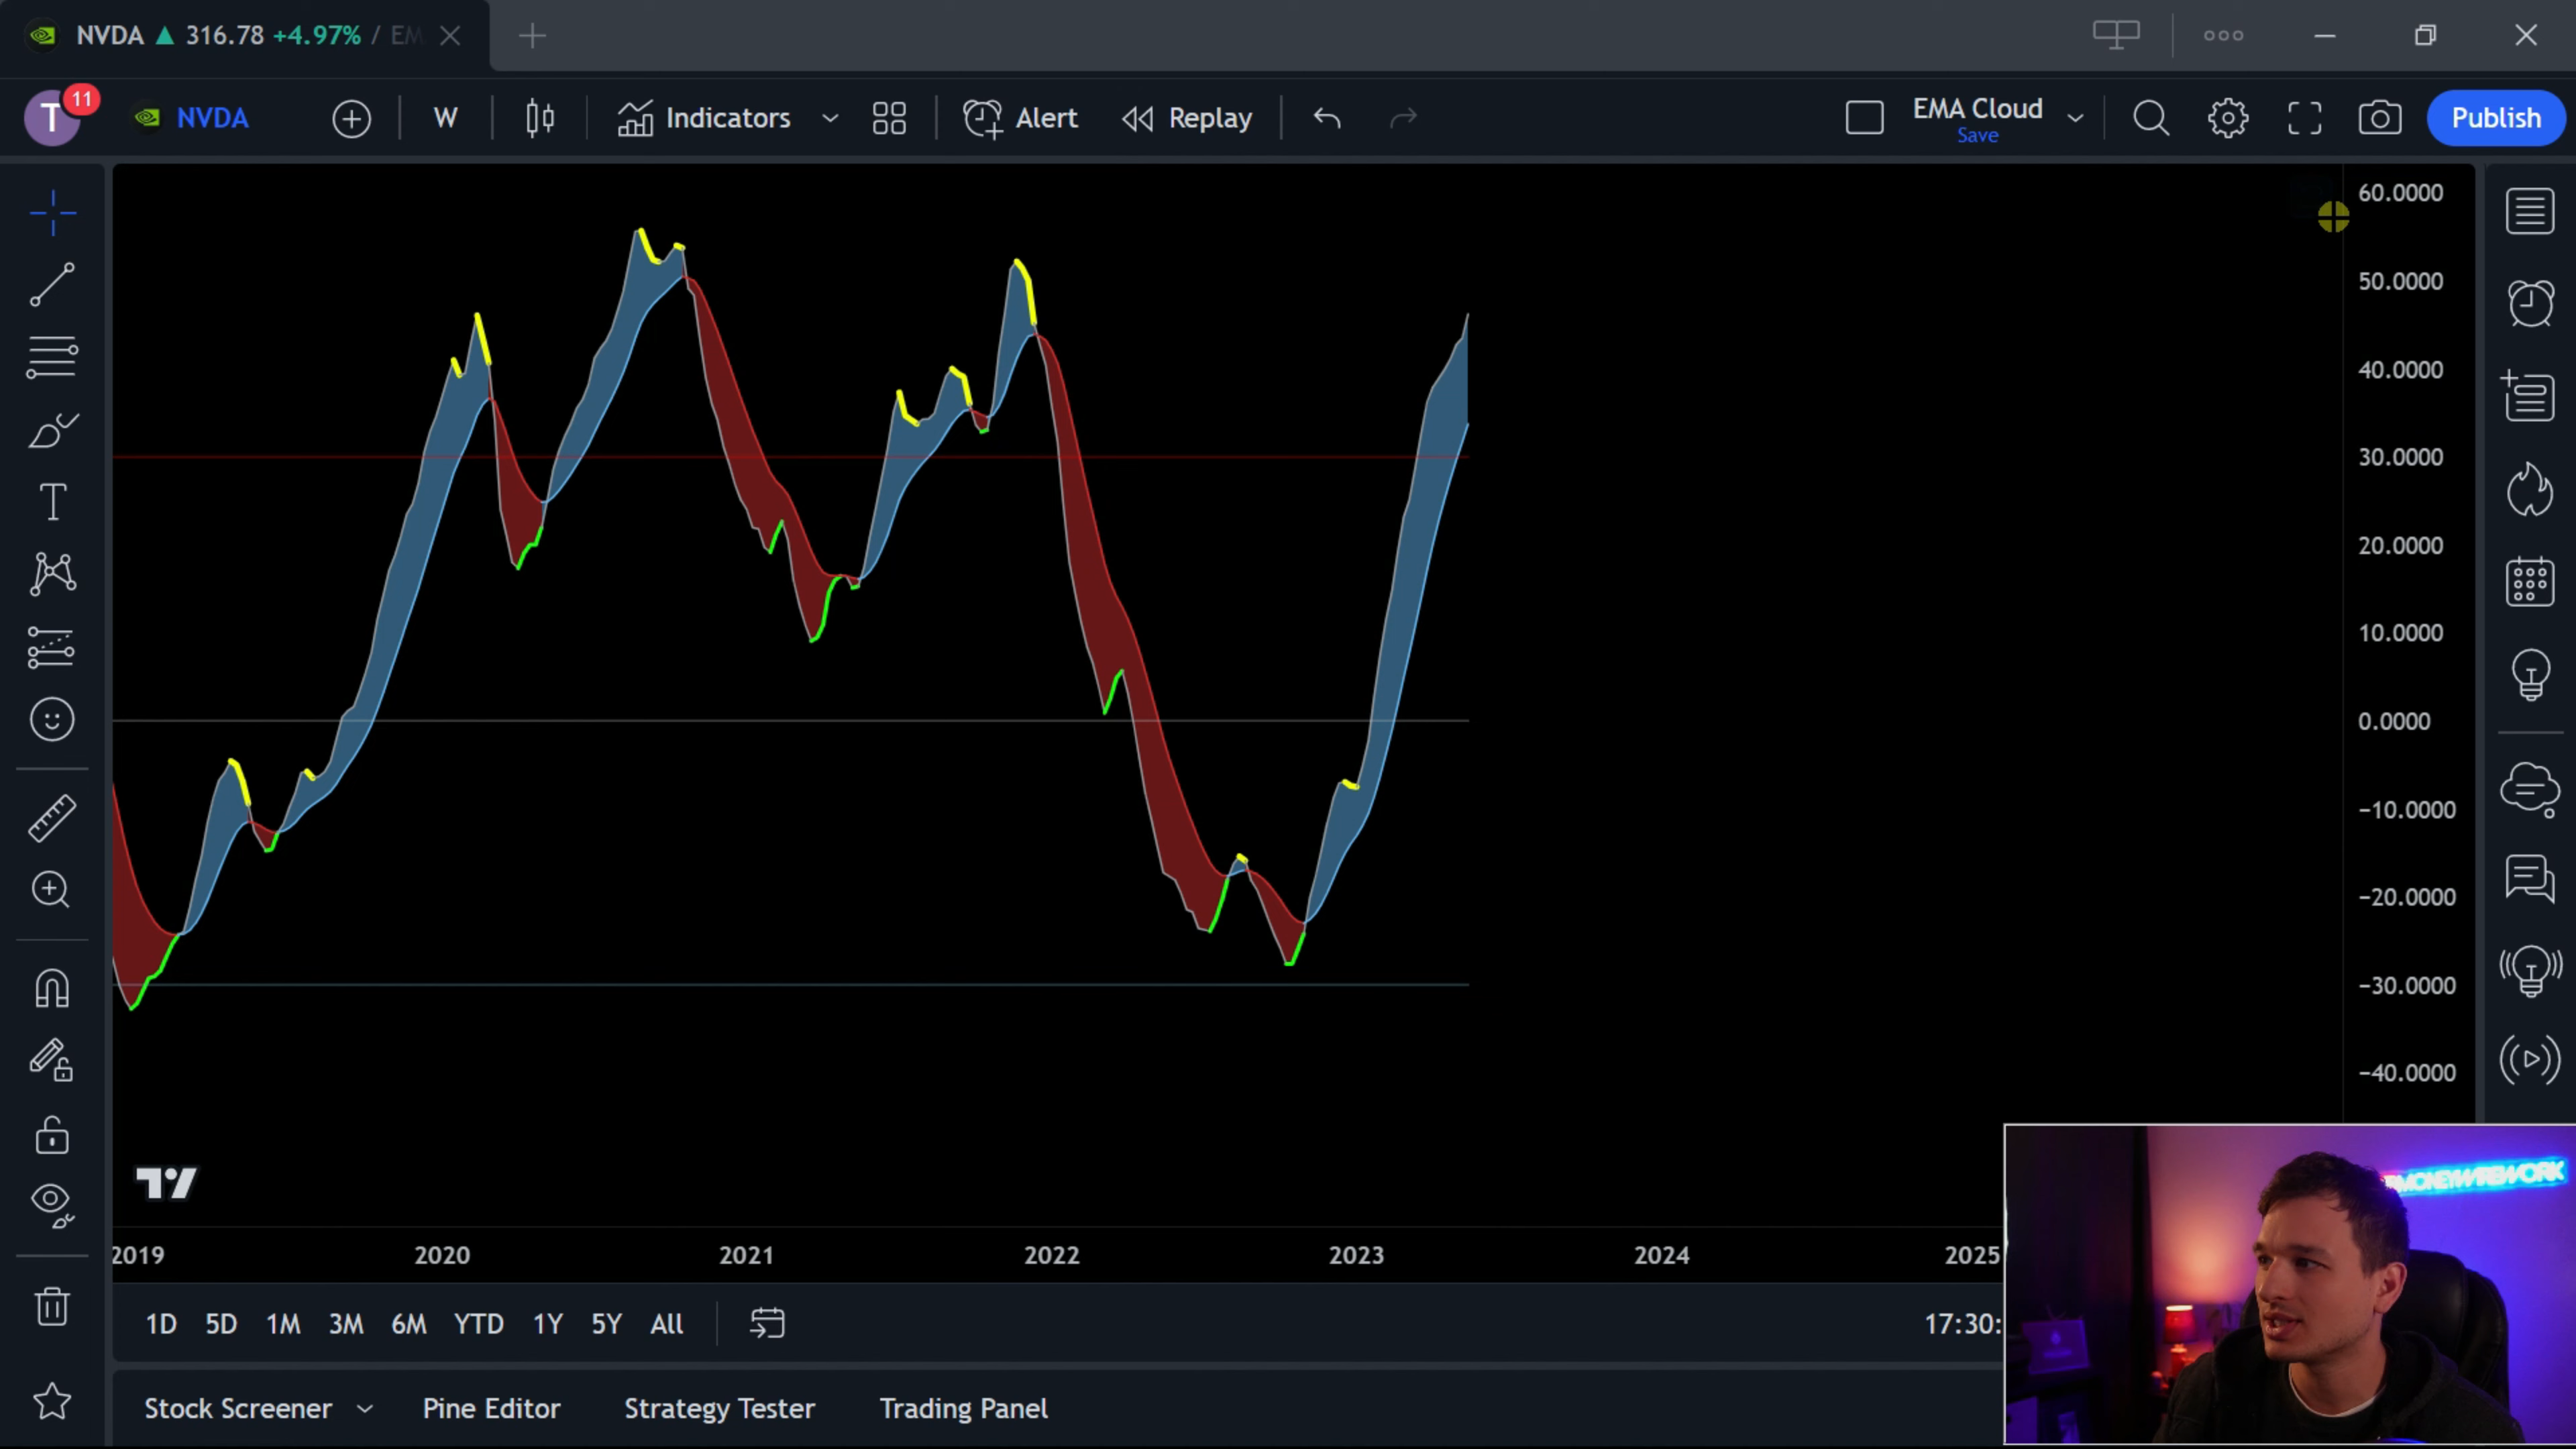 NVDA ▲ 316.78 +4.97% / EM
T 11 NVDA W Indicators Alert Replay EMA Cloud Save Publish
60.0000
50.0000
40.0000
30.0000
20.0000
10.0000
0.0000
−10.0000
−20.0000
−30.0000
−40.0000
2019 2020 2021 2022 2023 2024 2025
1D 5D 1M 3M 6M YTD 1Y 5Y All 17:30:
Stock Screener Pine Editor Strategy Tester Trading Panel